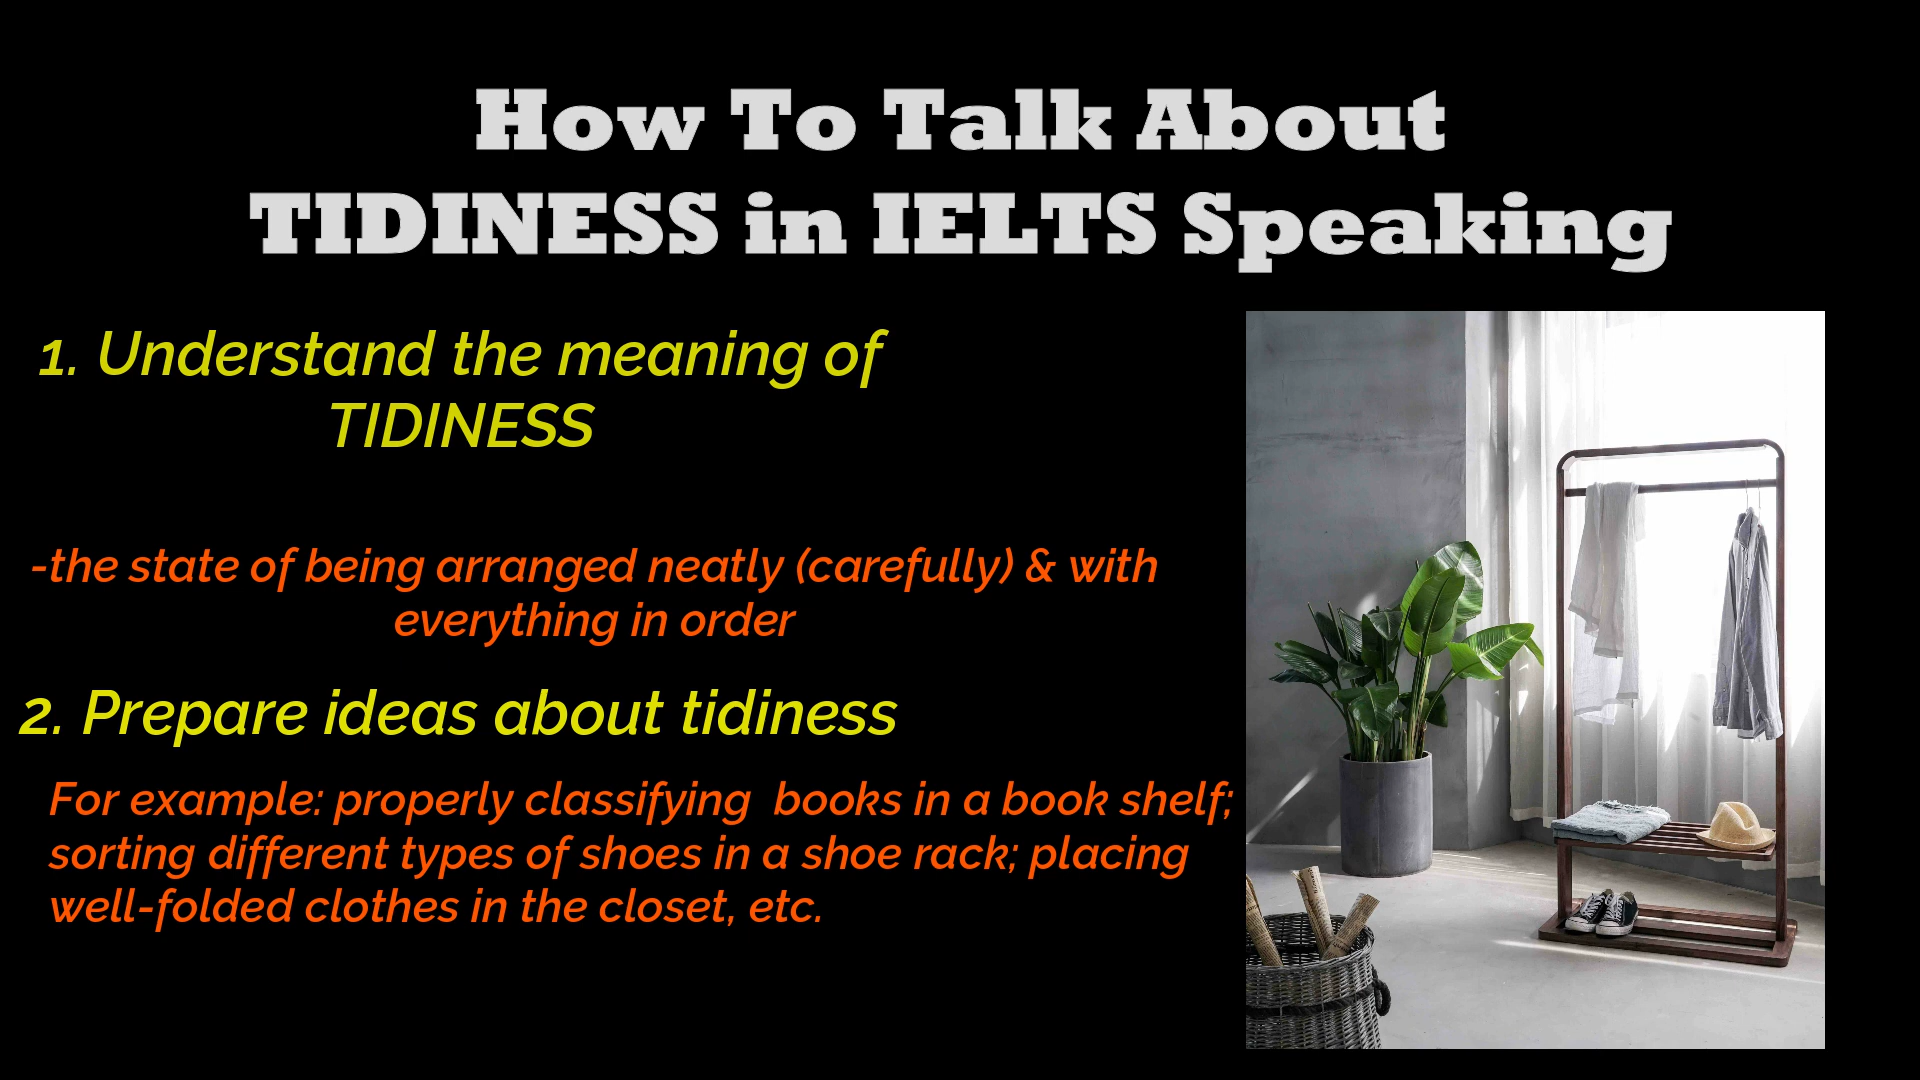 How To Talk About
TIDINESS in IELTS Speaking
1. Understand the meaning of
TIDINESS
-the state of being arranged neatly (carefully) & with
everything in order
2. Prepare ideas about tidiness
For example: properly classifying  books in a book shelf;
sorting different types of shoes in a shoe rack; placing
well-folded clothes in the closet, etc.